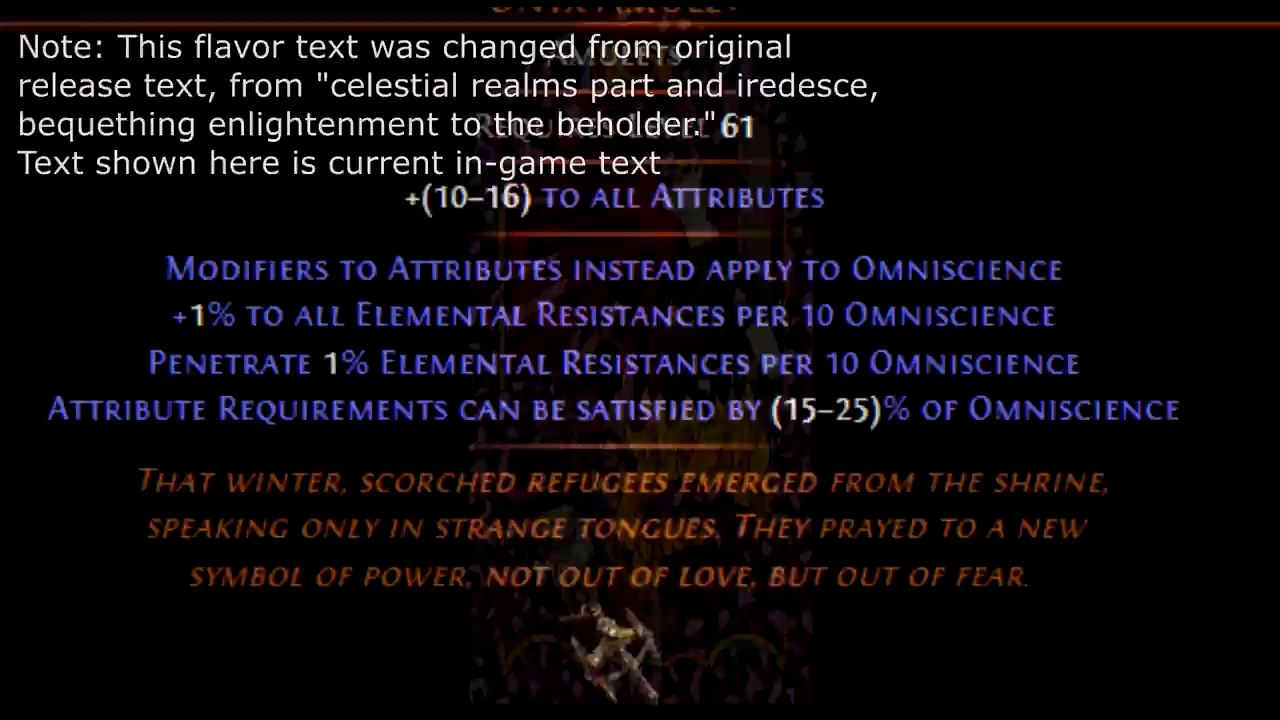 Onyx Amulet
Note: This flavor text was changed from original
Amulets
release text, from "celestial realms part and iredesce,
bequething enlightenment to the beholder."
Requires Level 61
Text shown here is current in-game text
+(10–16) to all Attributes
Modifiers to Attributes instead apply to Omniscience
+1% to all Elemental Resistances per 10 Omniscience
Penetrate 1% Elemental Resistances per 10 Omniscience
Attribute Requirements can be satisfied by (15–25)% of Omniscience
That winter, scorched refugees emerged from the shrine,
speaking only in strange tongues. They prayed to a new
symbol of power, not out of love, but out of fear.